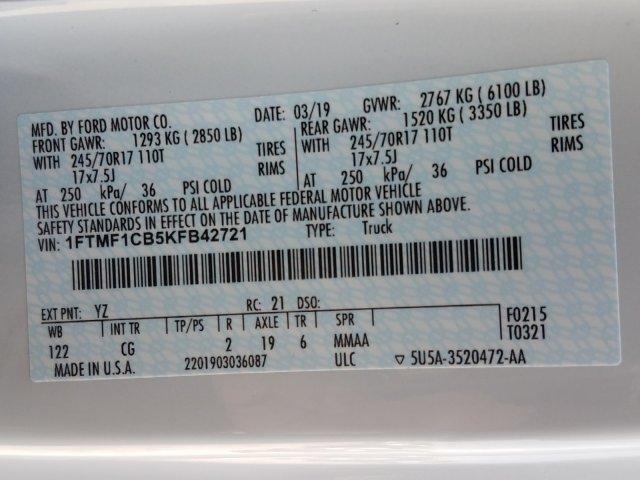 MFD. BY FORD MOTOR CO.
DATE: 03/19 GVWR: 2767 KG ( 6100 LB)
FRONT GAWR: 1293 KG ( 2850 LB) REAR GAWR: 1520 KG ( 3350 LB)
WITH 245/70R17 110T TIRES WITH 245/70R17 110T TIRES
17x7.5J RIMS 17x7.5J RIMS
AT 250 kPa/ 36 PSI COLD AT 250 kPa/ 36 PSI COLD
THIS VEHICLE CONFORMS TO ALL APPLICABLE FEDERAL MOTOR VEHICLE
SAFETY STANDARDS IN EFFECT ON THE DATE OF MANUFACTURE SHOWN ABOVE.
VIN: 1FTMF1CB5KFB42721 TYPE: Truck
EXT PNT: YZ RC: 21 DSO: F0215
WB INT TR TP/PS R AXLE TR SPR T0321
122 CG 2 19 6 MMAA
MADE IN U.S.A. 2201903036087 ULC ▽ 5U5A-3520472-AA